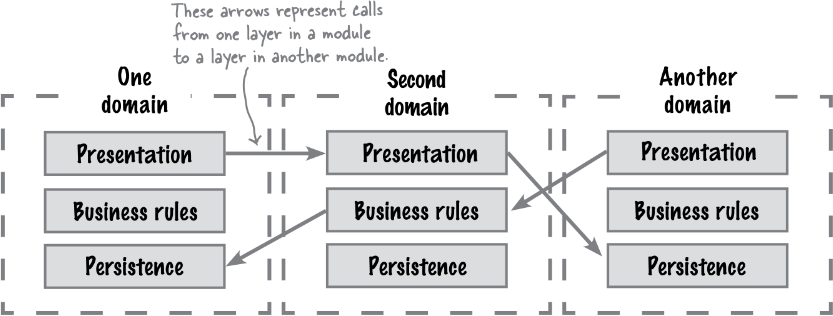 These arrows represent calls
from one layer in a module
to a layer in another module.
One
domain
Second
domain
Another
domain
Presentation
Presentation
Presentation
Business rules
Business rules
Business rules
Persistence
Persistence
Persistence